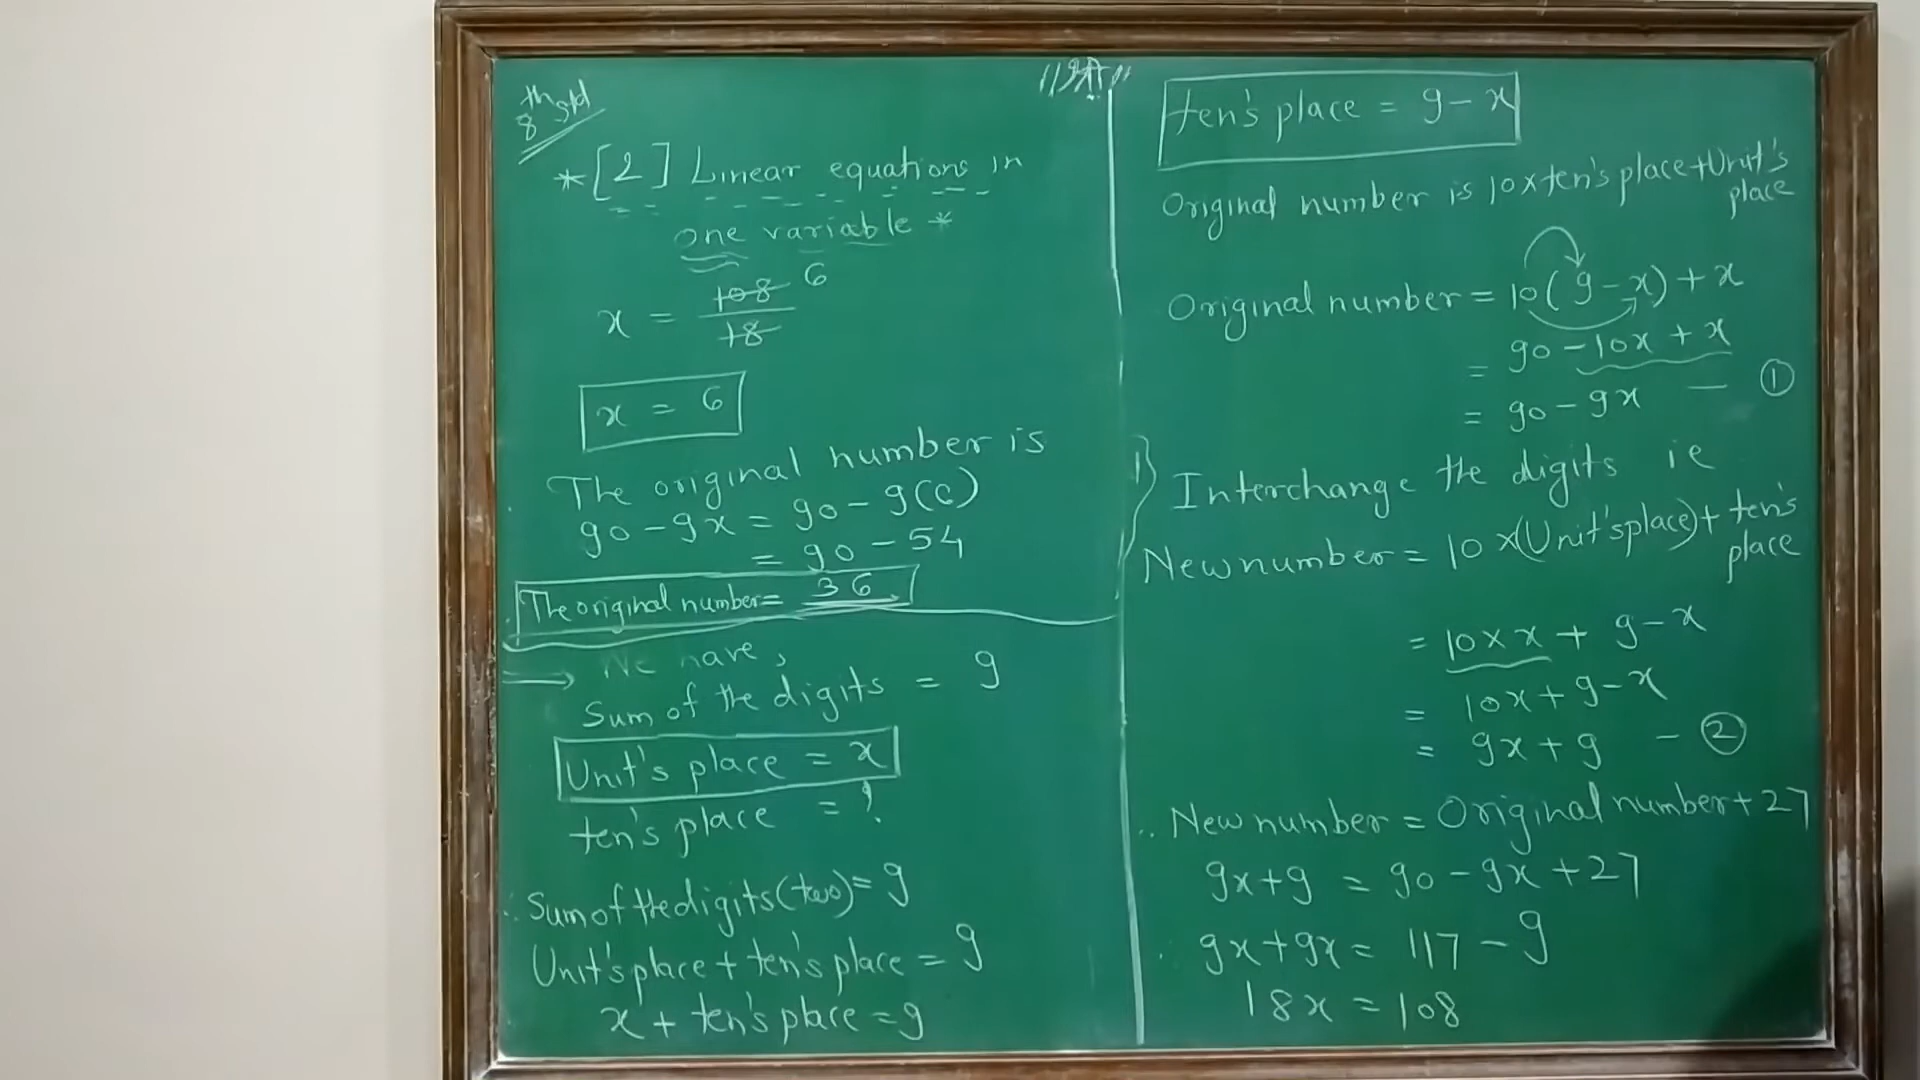 8th std
*[2] Linear equations in
one variable *
x = 108/18 6
x = 6
The original number is
90 - 9x = 90 - 9(6)
= 90 - 54
The original number = 36
We have,
Sum of the digits = 9
Unit's place = x
ten's place = ?
∴ Sum of the digits (two) = 9
Unit's place + ten's place = 9
x + ten's place = 9
ten's place = 9 - x
Original number is 10 x ten's place + Unit's
place
Original number = 10(9 - x) + x
= 90 - 10x + x
= 90 - 9x — ①
Interchange the digits ie
New number = 10 x (Unit's place) + ten's
place
= 10 x x + 9 - x
= 10x + 9 - x
= 9x + 9 - ②
∴ New number = Original number + 27
9x + 9 = 90 - 9x + 27
∴ 9x + 9x = 117 - 9
18x = 108